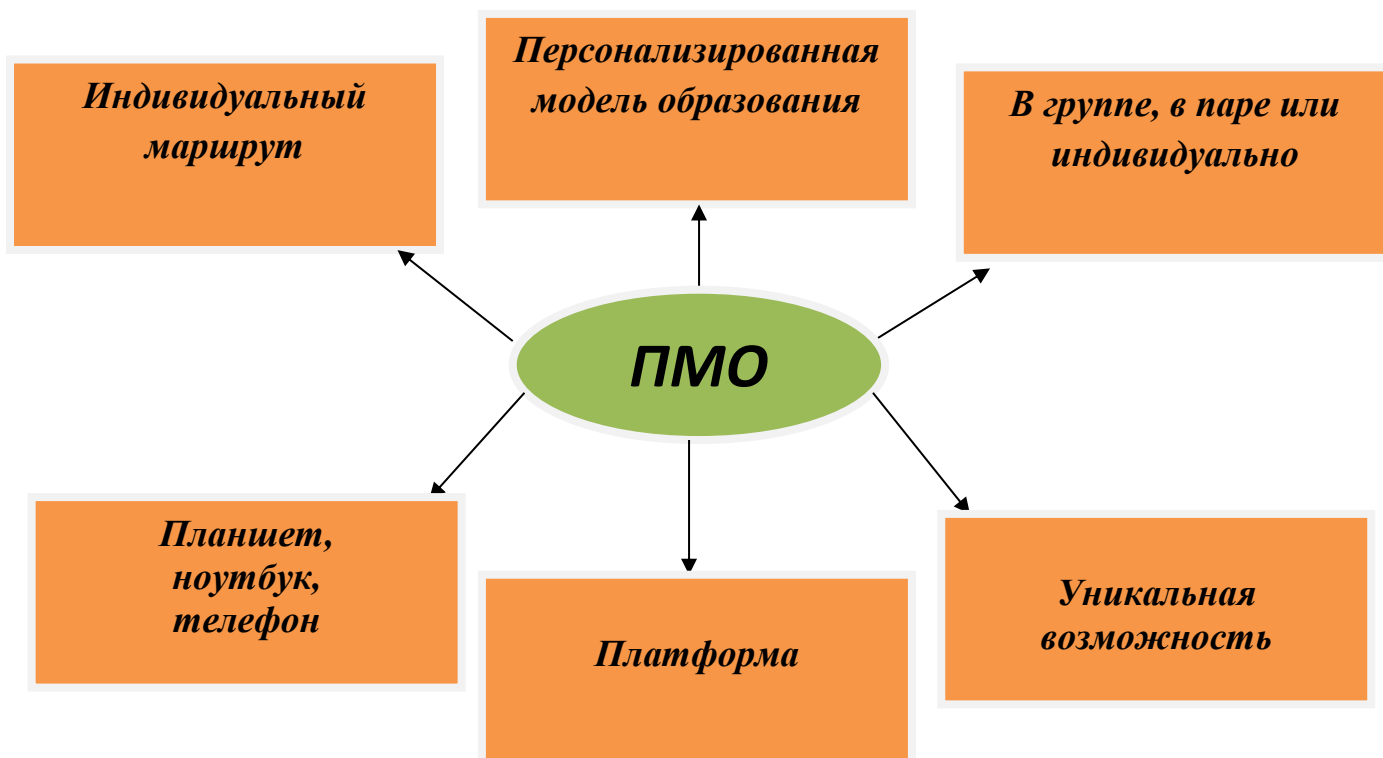 Индивидуальный
маршрут
Персонализированная
модель образования
В группе, в паре или
индивидуально
ПМО
Планшет,
ноутбук,
телефон
Платформа
Уникальная
возможность